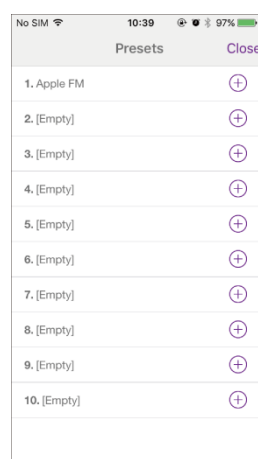 No SIM 10:39 97%
Presets Close
1. Apple FM
2. [Empty]
3. [Empty]
4. [Empty]
5. [Empty]
6. [Empty]
7. [Empty]
8. [Empty]
9. [Empty]
10. [Empty]